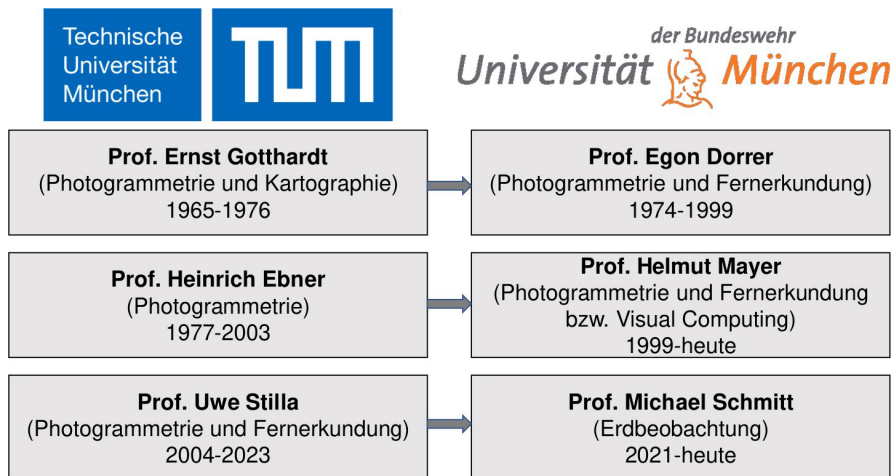 Technische
Universität
München
TUM
der Bundeswehr
Universität München
Prof. Ernst Gotthardt
(Photogrammetrie und Kartographie)
1965-1976
Prof. Egon Dorrer
(Photogrammetrie und Fernerkundung)
1974-1999
Prof. Heinrich Ebner
(Photogrammetrie)
1977-2003
Prof. Helmut Mayer
(Photogrammetrie und Fernerkundung
bzw. Visual Computing)
1999-heute
Prof. Uwe Stilla
(Photogrammetrie und Fernerkundung)
2004-2023
Prof. Michael Schmitt
(Erdbeobachtung)
2021-heute